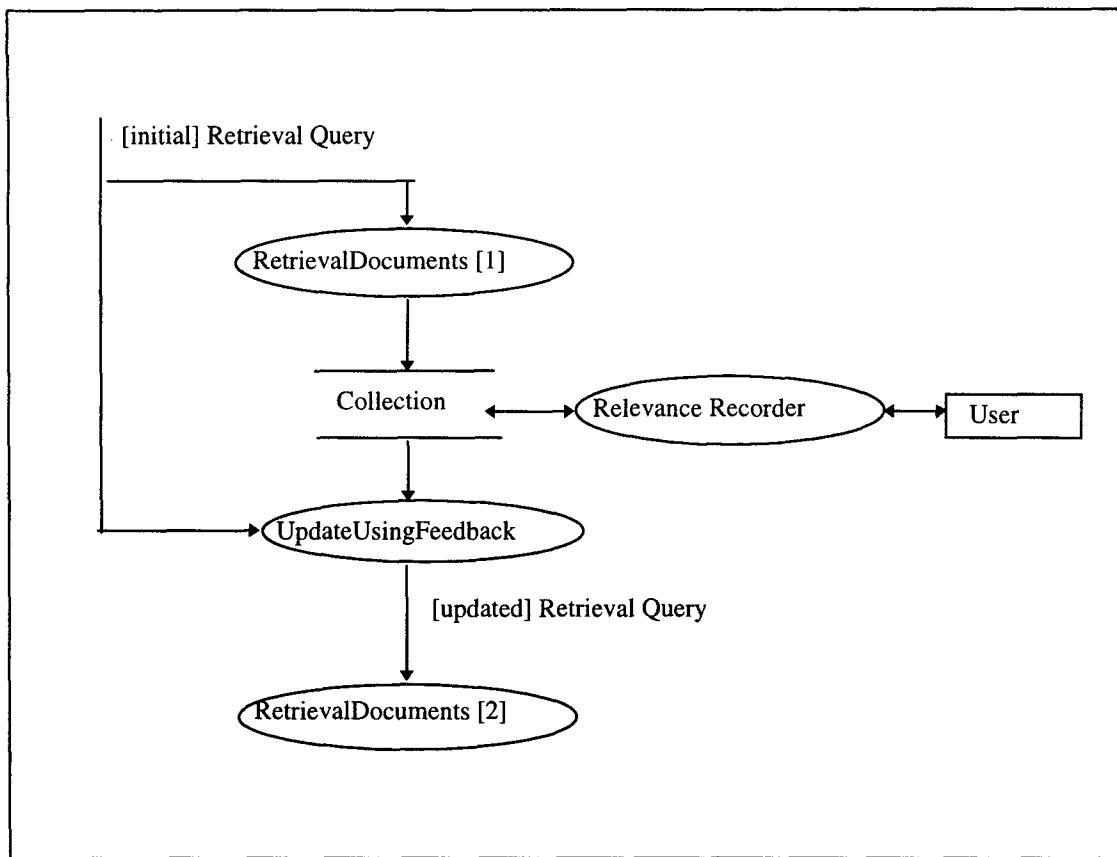 [initial] Retrieval Query
RetrievalDocuments [1]
Collection
Relevance Recorder
User
UpdateUsingFeedback
[updated] Retrieval Query
RetrievalDocuments [2]